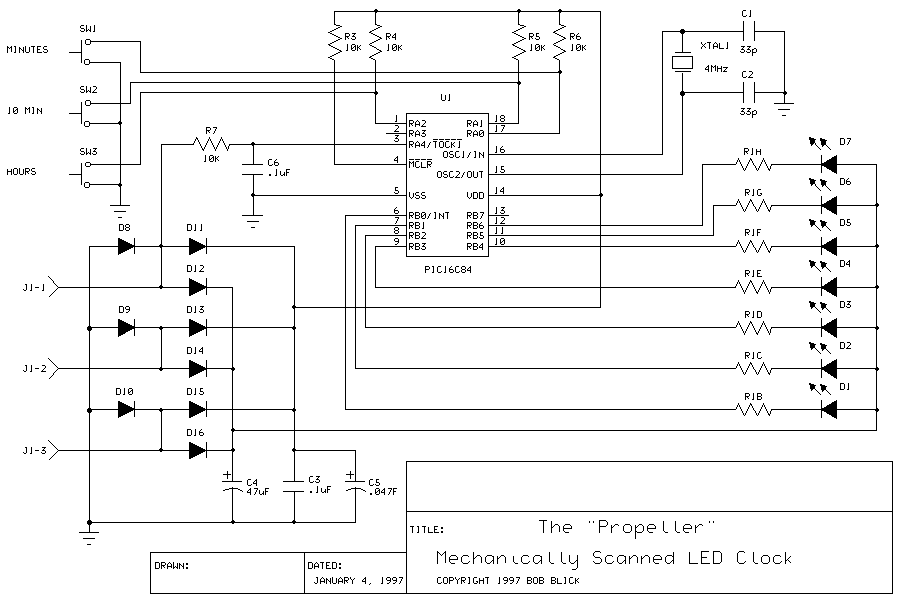 SW1
MINUTES
SW2
10 MIN
SW3
HOURS
R3
10K
R4
10K
R5
10K
R6
10K
C1
33p
XTAL1
4MHz
C2
33p
R7
10K
C6
.1uF
U1
1 RA2
2 RA3
3 RA4/TOCKI
4 MCLR
5 VSS
6 RB0/INT
7 RB1
8 RB2
9 RB3
RA1 18
RA0 17
OSC1/IN 16
OSC2/OUT 15
VDD 14
RB7 13
RB6 12
RB5 11
RB4 10
PIC16C84
R1H D7
R1G D6
R1F D5
R1E D4
R1D D3
R1C D2
R1B D1
D8 D11
D12
J1-1
D9 D13
D14
J1-2
D10 D15
D16
J1-3
+ C4
47uF
C3
.1uF
+ C5
.047F
TITLE: The "Propeller"
Mechanically Scanned LED Clock
COPYRIGHT 1997 BOB BLICK
DRAWN:
DATED:
JANUARY 4, 1997